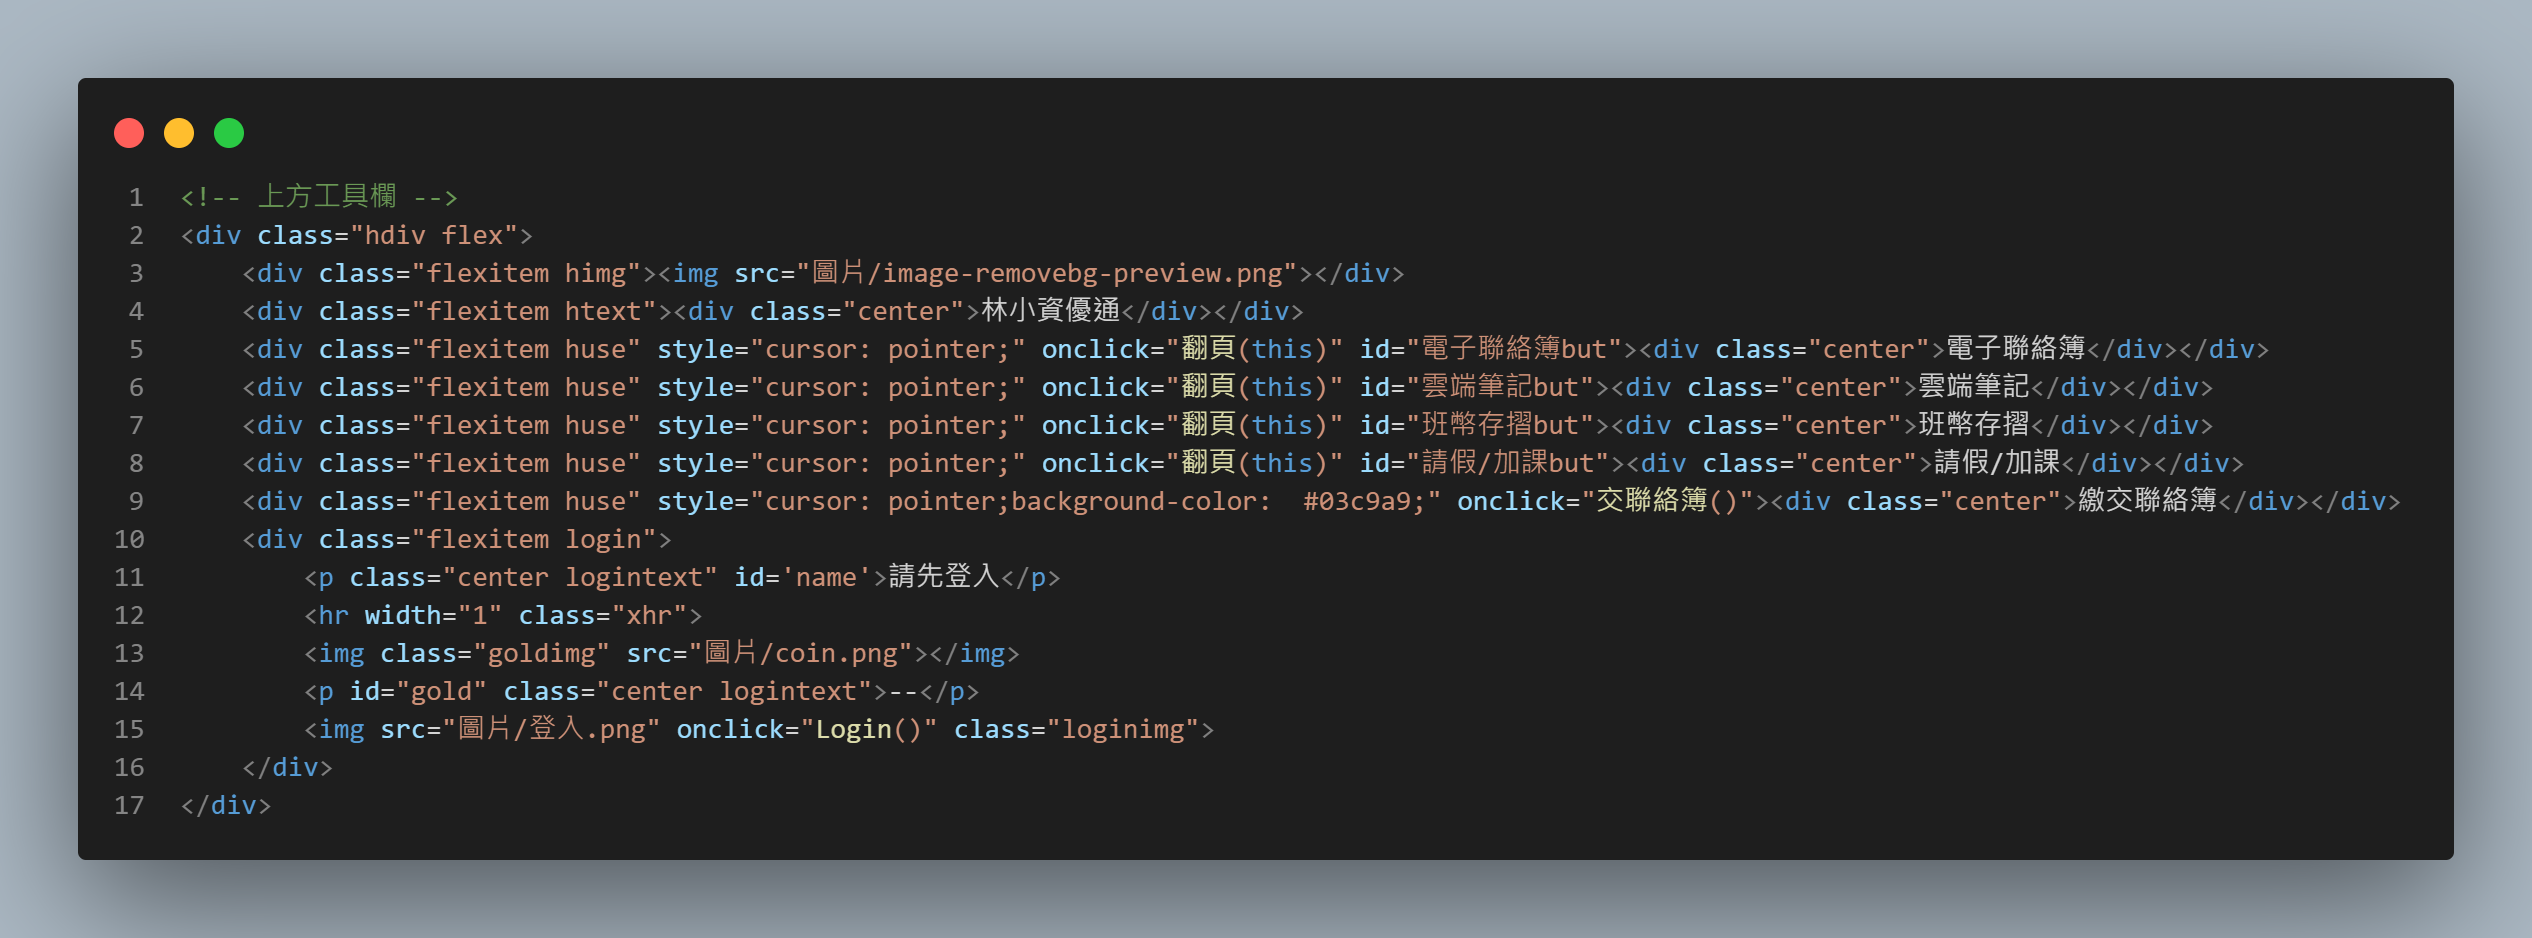 1 <!-- 上方工具欄 -->
2 <div class="hdiv flex">
3     <div class="flexitem himg"><img src="圖片/image-removebg-preview.png"></div>
4     <div class="flexitem htext"><div class="center">林小資優通</div></div>
5     <div class="flexitem huse" style="cursor: pointer;" onclick="翻頁(this)" id="電子聯絡簿but"><div class="center">電子聯絡簿</div></div>
6     <div class="flexitem huse" style="cursor: pointer;" onclick="翻頁(this)" id="雲端筆記but"><div class="center">雲端筆記</div></div>
7     <div class="flexitem huse" style="cursor: pointer;" onclick="翻頁(this)" id="班幣存摺but"><div class="center">班幣存摺</div></div>
8     <div class="flexitem huse" style="cursor: pointer;" onclick="翻頁(this)" id="請假/加課but"><div class="center">請假/加課</div></div>
9     <div class="flexitem huse" style="cursor: pointer;background-color:  #03c9a9;" onclick="交聯絡簿()"><div class="center">繳交聯絡簿</div></div>
10     <div class="flexitem login">
11         <p class="center logintext" id='name'>請先登入</p>
12         <hr width="1" class="xhr">
13         <img class="goldimg" src="圖片/coin.png"></img>
14         <p id="gold" class="center logintext">--</p>
15         <img src="圖片/登入.png" onclick="Login()" class="loginimg">
16     </div>
17 </div>